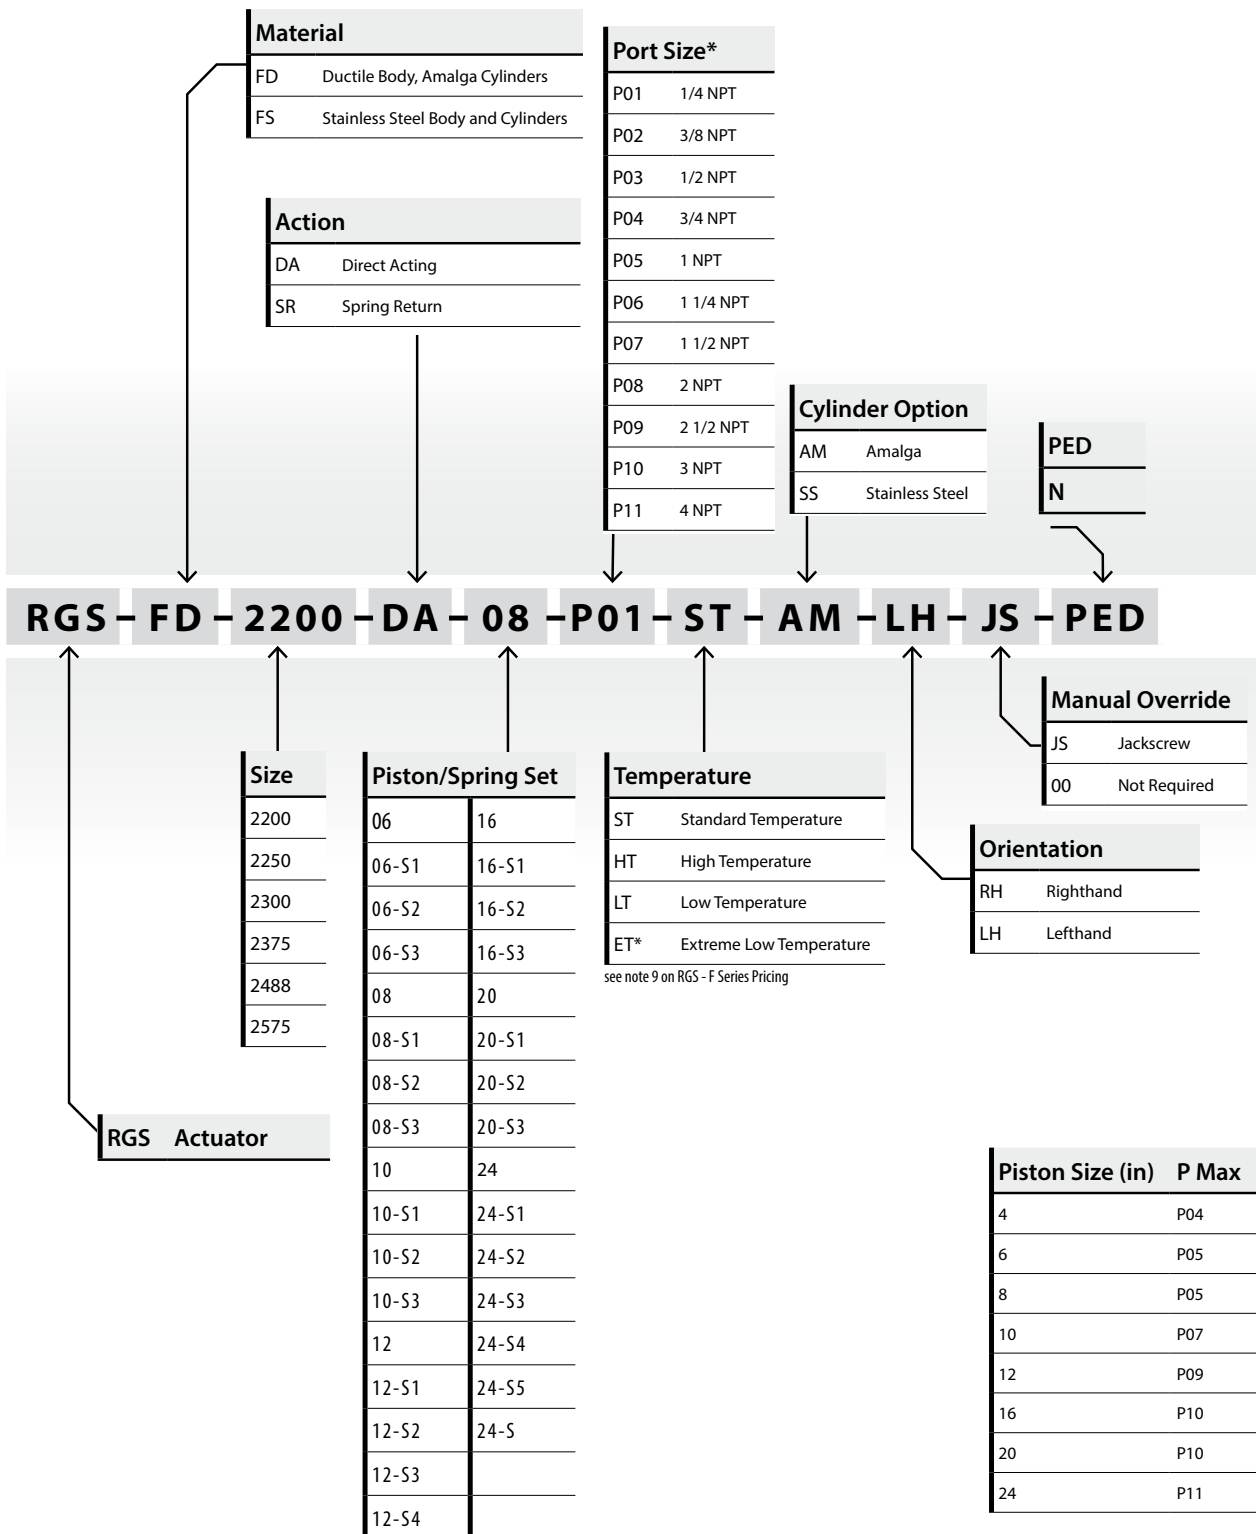 Material
FD Ductile Body, Amalga Cylinders
FS Stainless Steel Body and Cylinders
Port Size*
P01 1/4 NPT
P02 3/8 NPT
P03 1/2 NPT
P04 3/4 NPT
P05 1 NPT
P06 1 1/4 NPT
P07 1 1/2 NPT
P08 2 NPT
P09 2 1/2 NPT
P10 3 NPT
P11 4 NPT
Action
DA Direct Acting
SR Spring Return
Cylinder Option
AM Amalga
SS Stainless Steel
PED
N
RGS – FD – 2200 – DA – 08 – P01 – ST – AM – LH – JS – PED
Manual Override
JS Jackscrew
00 Not Required
Size
2200
2250
2300
2375
2488
2575
Piston/Spring Set
06 16
06-S1 16-S1
06-S2 16-S2
06-S3 16-S3
08 20
08-S1 20-S1
08-S2 20-S2
08-S3 20-S3
10 24
10-S1 24-S1
10-S2 24-S2
10-S3 24-S3
12 24-S4
12-S1 24-S5
12-S2 24-S
12-S3
12-S4
Temperature
ST Standard Temperature
HT High Temperature
LT Low Temperature
ET* Extreme Low Temperature
see note 9 on RGS - F Series Pricing
Orientation
RH Righthand
LH Lefthand
RGS Actuator
Piston Size (in) P Max
4 P04
6 P05
8 P05
10 P07
12 P09
16 P10
20 P10
24 P11